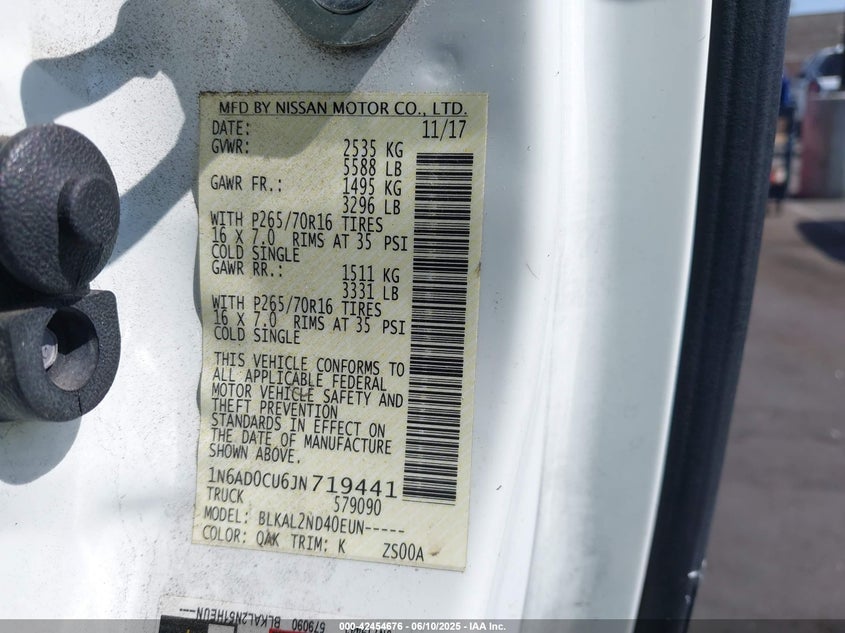 MFD BY NISSAN MOTOR CO., LTD.
DATE: 11/17
GVWR: 2535 KG
5588 LB
GAWR FR.: 1495 KG
3296 LB
WITH P265/70R16 TIRES
16 X 7.0 RIMS AT 35 PSI
COLD SINGLE
GAWR RR.: 1511 KG
3331 LB
WITH P265/70R16 TIRES
16 X 7.0 RIMS AT 35 PSI
COLD SINGLE
THIS VEHICLE CONFORMS TO
ALL APPLICABLE FEDERAL
MOTOR VEHICLE SAFETY AND
THEFT PREVENTION
STANDARDS IN EFFECT ON
THE DATE OF MANUFACTURE
SHOWN ABOVE.
1N6AD0CU6JN719441
TRUCK 579090
MODEL: BLKAL2ND40EUN-----
COLOR: QAK TRIM: K ZS00A
579090 BLKAL2N61HEUN----
000-42454676 - 06/10/2025 - IAA Inc.